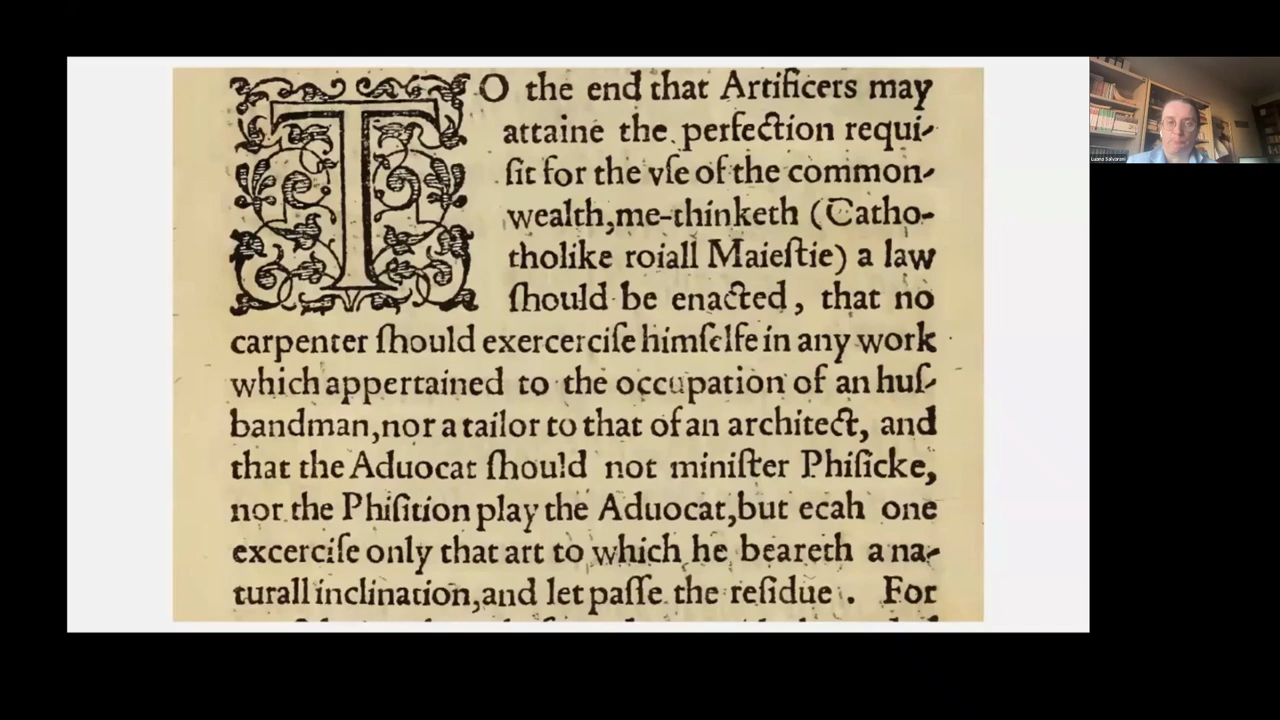 TO the end that Artificers may
attaine the perfection requi-
ſit for the vſe of the common-
wealth,me-thinketh (Catho-
tholike roiall Maieſtie) a law
ſhould be enacted, that no
carpenter ſhould exercerciſe himſelfe in any work
which appertained to the occupation of an huſ-
bandman,nor a tailor to that of an architect, and
that the Aduocat ſhould not miniſter Phiſicke,
nor the Phiſition play the Aduocat,but ecah one
excerciſe only that art to which he beareth a na-
turall inclination,and let paſſe the reſidue. For
Luana Salvarani